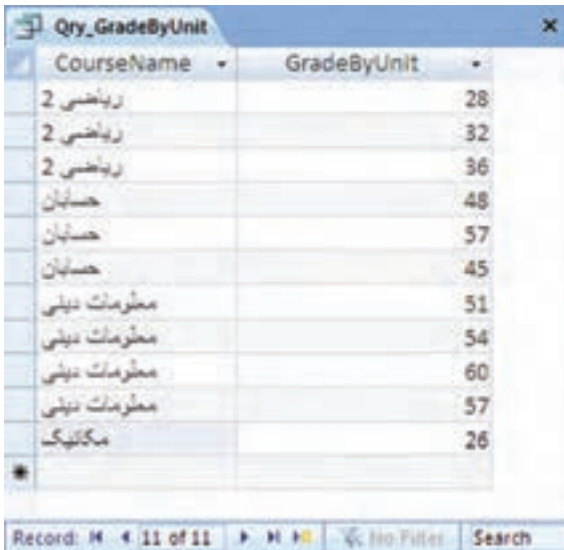 Qry_GradeByUnit
CourseName GradeByUnit
ریاضی 2 28
ریاضی 2 32
ریاضی 2 36
حسابان 48
حسابان 57
حسابان 45
معلومات دینی 51
معلومات دینی 54
معلومات دینی 60
معلومات دینی 57
مکانیک 26
Record: 11 of 11 No Filter Search